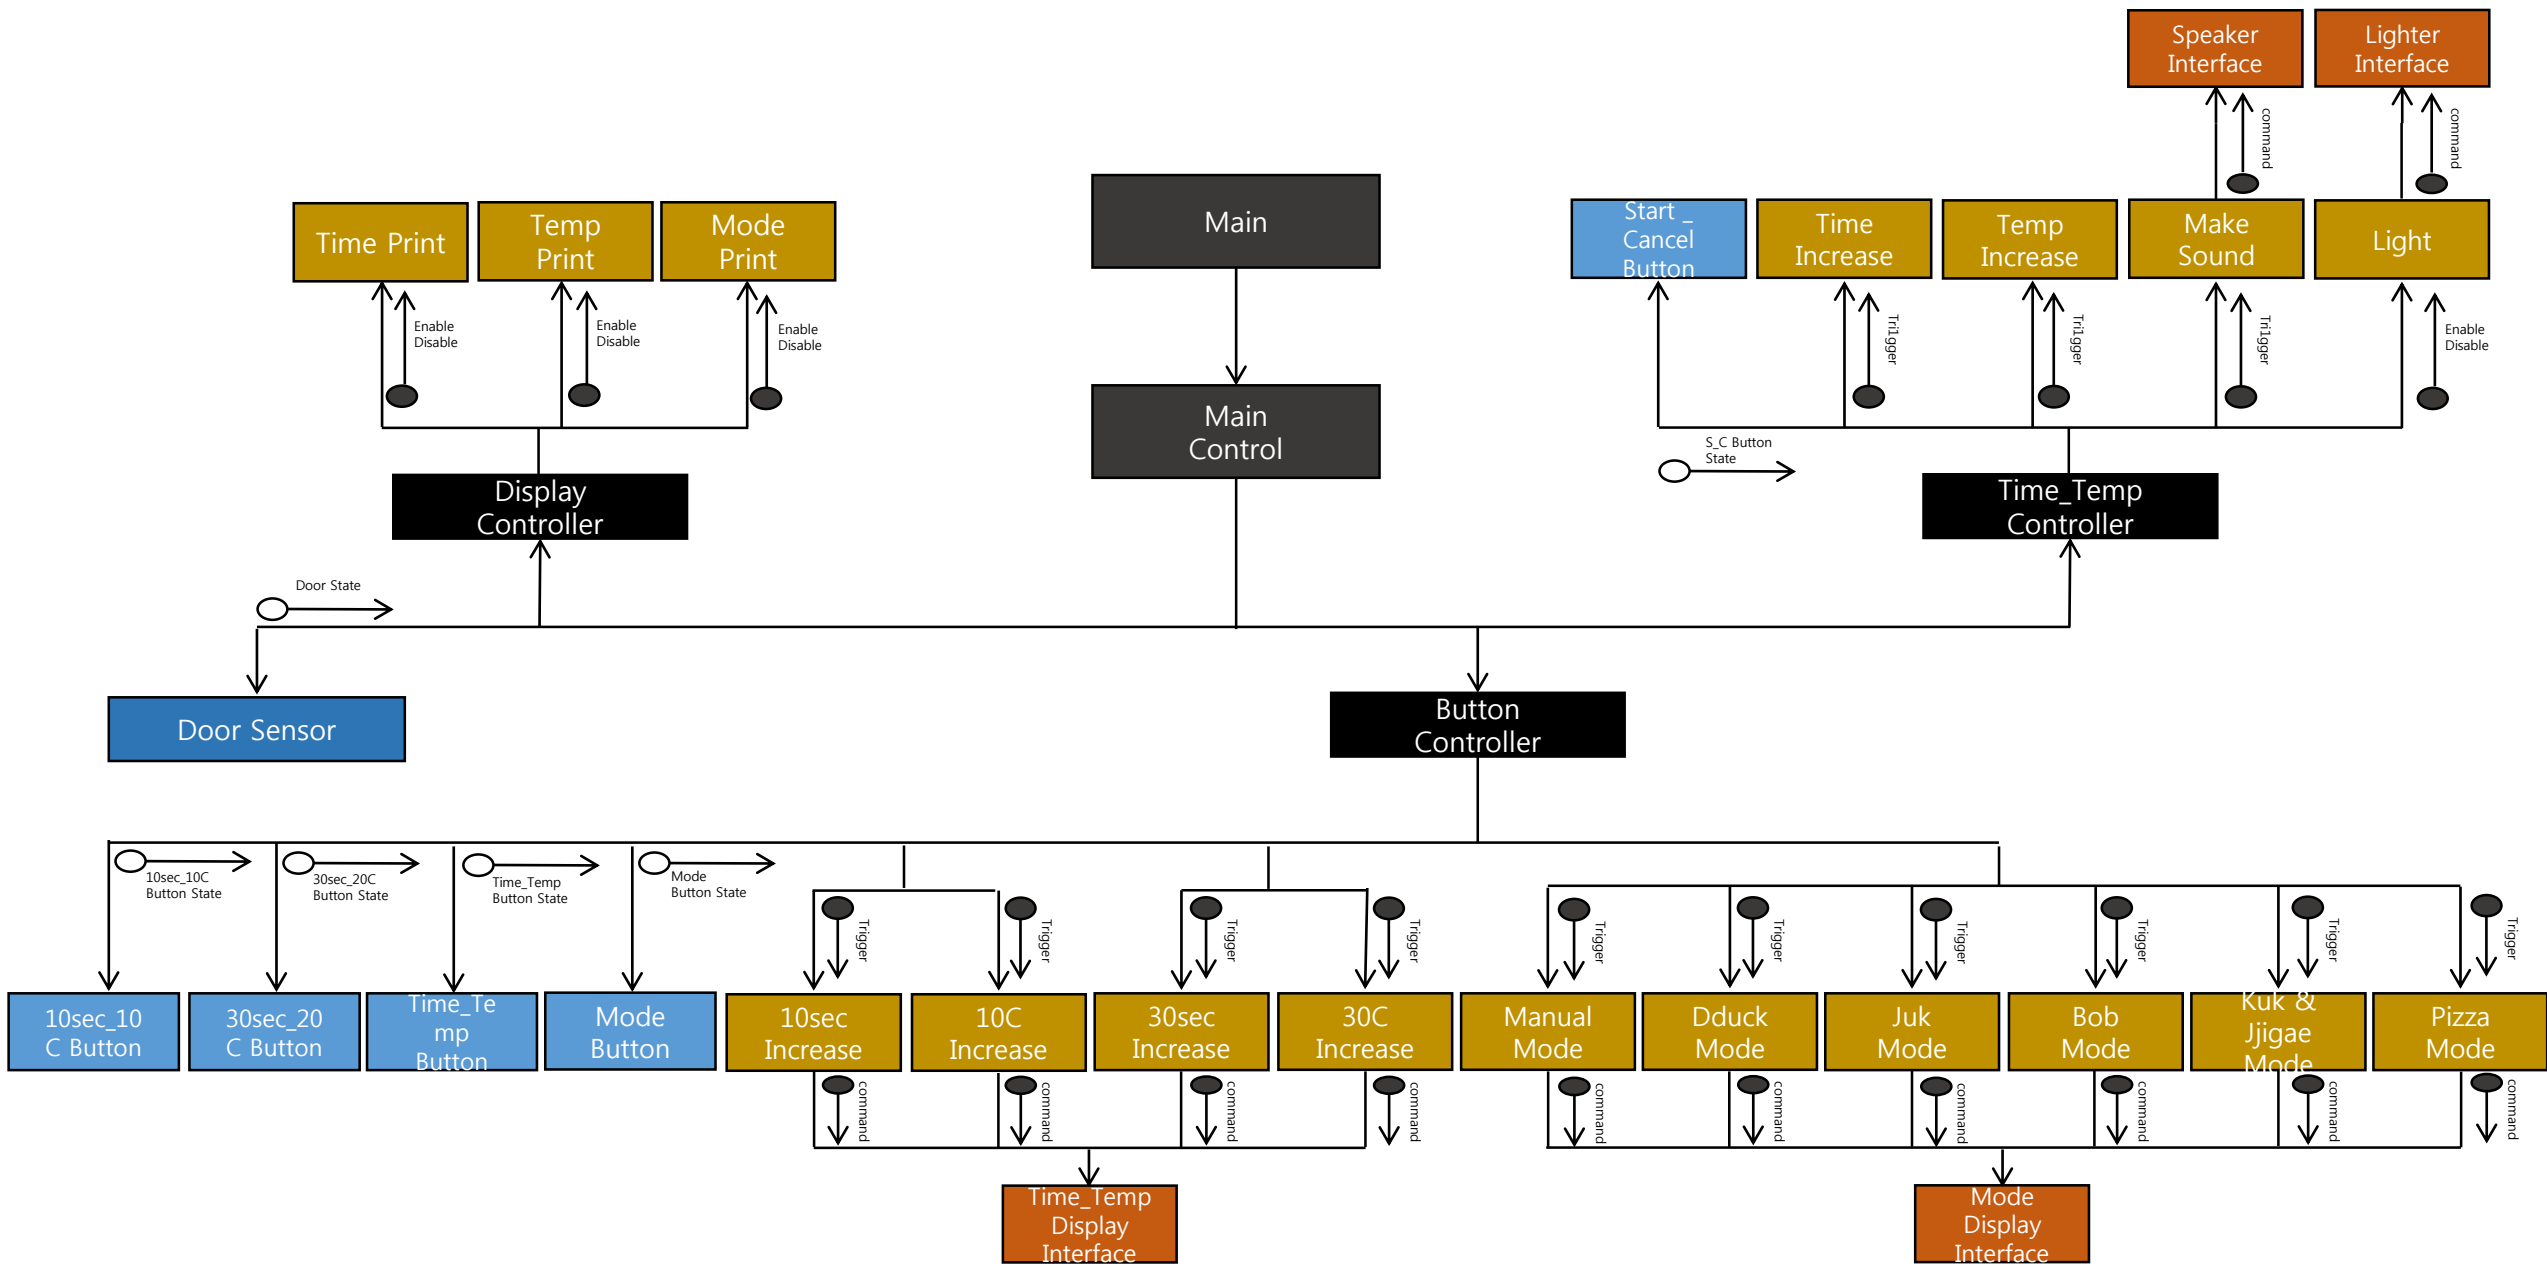 Speaker
Interface
Lighter
Interface
command
command
Time Print
Temp
Print
Mode
Print
Main
Start _
Cancel
Button
Time
Increase
Temp
Increase
Make
Sound
Light
Enable
Disable
Enable
Disable
Enable
Disable
Tri1gger
Tri1gger
Tri1gger
Enable
Disable
Main
Control
S_C Button
State
Display
Controller
Time_Temp
Controller
Door State
Door Sensor
Button
Controller
10sec_10C
Button State
30sec_20C
Button State
Time_Temp
Button State
Mode
Button State
Trigger
Trigger
Trigger
Trigger
Trigger
Trigger
Trigger
Trigger
Trigger
Trigger
10sec_10
C Button
30sec_20
C Button
Time_Te
mp
Button
Mode
Button
10sec
Increase
10C
Increase
30sec
Increase
30C
Increase
Manual
Mode
Dduck
Mode
Juk
Mode
Bob
Mode
Kuk &
Jjigae
Mode
Pizza
Mode
command
command
command
command
command
command
command
command
command
command
Time_Temp
Display
Interface
Mode
Display
Interface